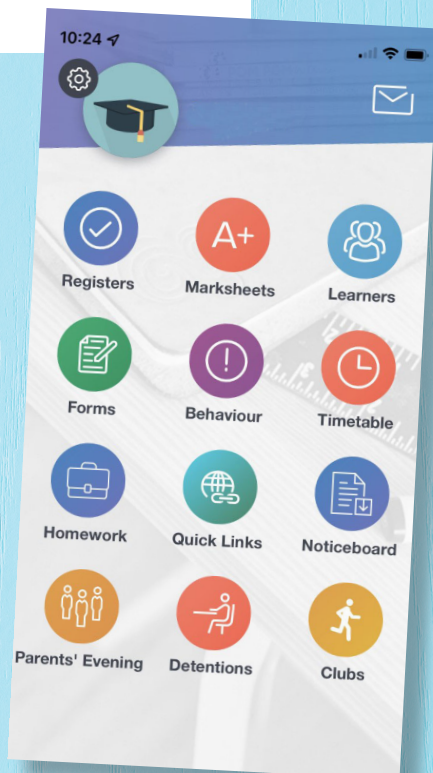 10:24
A+
Registers
Marksheets
Learners
Forms
Behaviour
Timetable
Homework
Quick Links
Noticeboard
Parents' Evening
Detentions
Clubs